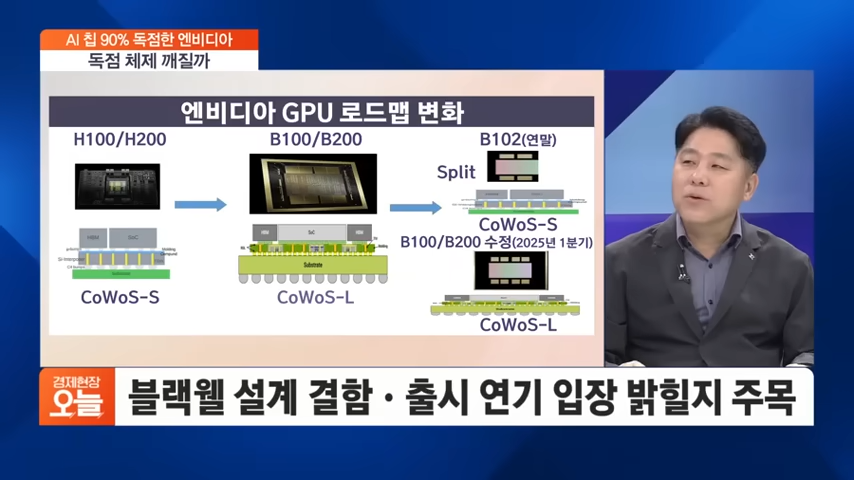 AI 칩 90% 독점한 엔비디아
독점 체제 깨질까
엔비디아 GPU 로드맵 변화
H100/H200
B100/B200
B102(연말)
Split
CoWoS-S
B100/B200 수정(2025년 1분기)
HBM
SoC
SoC
Substrate
CoWoS-S
CoWoS-L
CoWoS-L
경제현장
오늘
블랙웰 설계 결함·출시 연기 입장 밝힐지 주목